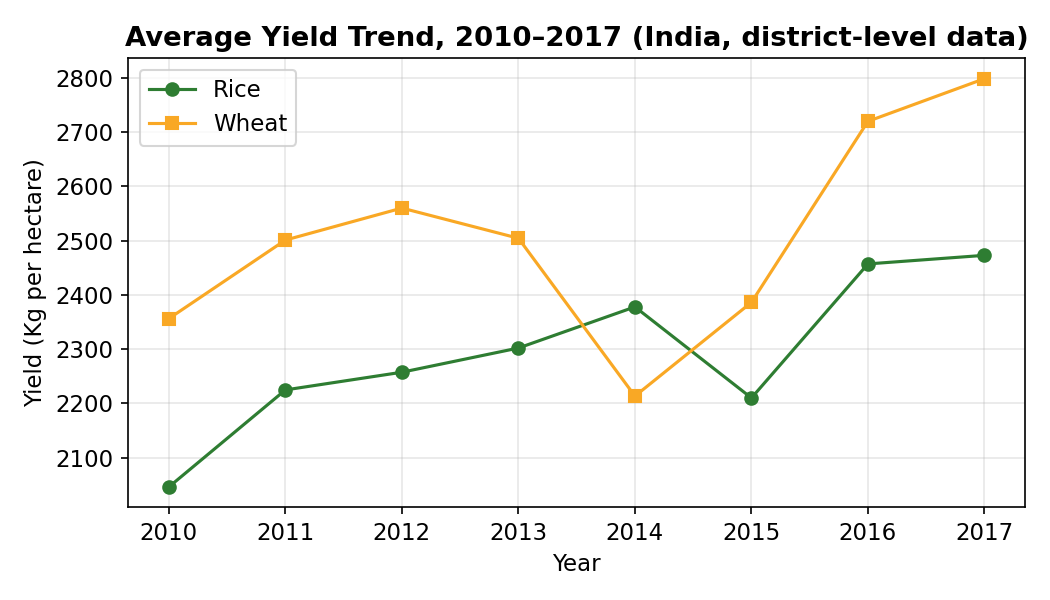 Average Yield Trend, 2010–2017 (India, district-level data)
Rice
Wheat
Yield (Kg per hectare)
2800
2700
2600
2500
2400
2300
2200
2100
2010 2011 2012 2013 2014 2015 2016 2017
Year